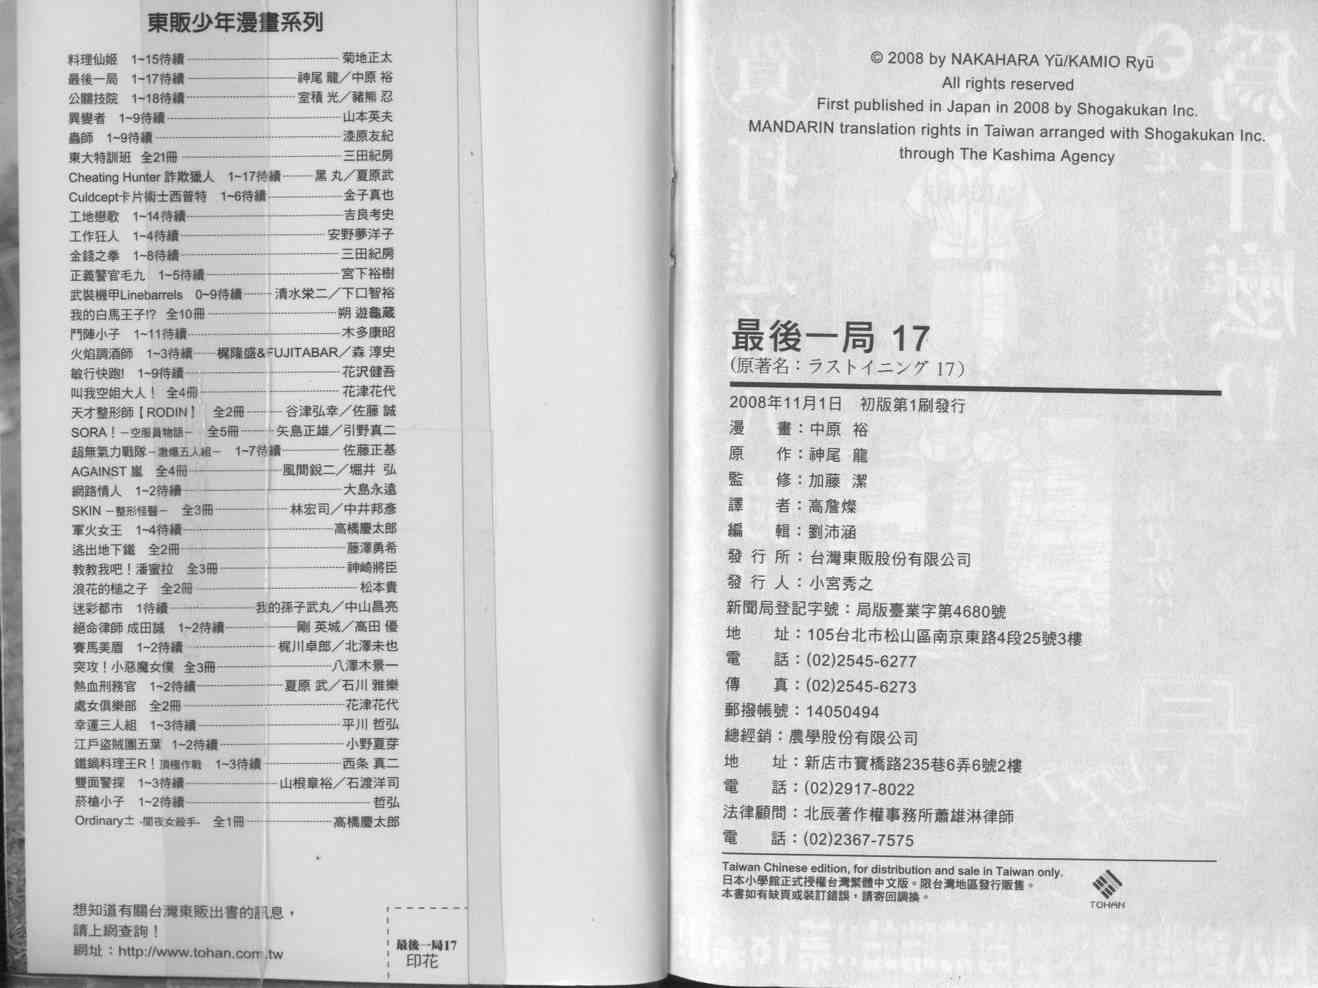 東販少年漫畫系列
料理仙姬 1~15待續 菊地正太
最後一局 1~17待續 神尾 龍／中原 裕
公關技院 1~18待續 室積 光／豬熊 忍
異變者 1~9待續 山本英夫
蟲師 1~9待續 漆原友紀
東大特訓班 全21冊 三田紀房
Cheating Hunter 詐欺獵人 1~17待續 黑 丸／夏原武
Culdcept卡片術士西普特 1~6待續 金子真也
工地戀歌 1~14待續 吉良考史
工作狂人 1~4待續 安野夢洋子
金錢之拳 1~8待續 三田紀房
正義警官毛九 1~5待續 宮下裕樹
武裝機甲Linebarrels 0~9待續 清水栄二／下口智裕
我的白馬王子!? 全10冊 朔 遊龜蔵
鬥陣小子 1~11待續 木多康昭
火焰調酒師 1~3待續 梶隆盛&FUJITABAR／森 淳史
敏行快跑! 1~9待續 花沢健吾
叫我空姐大人！ 全4冊 花津花代
天才整形師【RODIN】 全2冊 谷津弘幸／佐藤 誠
SORA！－空服員物語－ 全5冊 矢島正雄／引野真二
超無氣力戰隊－激爆五人組－ 1~7待續 佐藤正基
AGAINST 嵐 全4冊 風間銳二／堀井 弘
網路情人 1~2待續 大島永遠
SKIN －整形怪醫－ 全3冊 林宏司／中井邦彥
軍火女王 1~4待續 高橋慶太郎
逃出地下鐵 全2冊 藤澤勇希
教教我吧！潘蜜拉 全3冊 神崎將臣
浪花的槌之子 全2冊 松本貴
迷彩都市 1待續 我的孫子武丸／中山昌亮
絕命律師 成田誠 1~2待續 剛 英城／高田 優
賽馬美眉 1~2待續 梶川卓郎／北澤未也
突攻！小惡魔女僕 全3冊 八澤木景一
熱血刑務官 1~2待續 夏原 武／石川 雅樂
處女俱樂部 全2冊 花津花代
幸運三人組 1~3待續 平川 哲弘
江戶盜賊團五葉 1~2待續 小野夏芽
鐵鍋料理王R！頂極作戰 1~3待續 西条 真二
雙面警探 1~3待續 山根章裕／石渡洋司
菸槍小子 1~2待續 哲弘
Ordinary± -闇夜女殺手- 全1冊 高橋慶太郎
想知道有關台灣東販出書的訊息，
請上網查詢！
網址：http://www.tohan.com.tw
最後一局17
印花
© 2008 by NAKAHARA Yū/KAMIO Ryū
All rights reserved
First published in Japan in 2008 by Shogakukan Inc.
MANDARIN translation rights in Taiwan arranged with Shogakukan Inc.
through The Kashima Agency
最後一局 17
(原著名：ラストイニング 17)
2008年11月1日 初版第1刷發行
漫 畫：中原 裕
原 作：神尾 龍
監 修：加藤 潔
譯 者：高詹燦
編 輯：劉沛涵
發 行 所：台灣東販股份有限公司
發 行 人：小宮秀之
新聞局登記字號：局版臺業字第4680號
地 址：105台北市松山區南京東路4段25號3樓
電 話：(02)2545-6277
傳 真：(02)2545-6273
郵撥帳號：14050494
總經銷：農學股份有限公司
地 址：新店市寶橋路235巷6弄6號2樓
電 話：(02)2917-8022
法律顧問：北辰著作權事務所蕭雄淋律師
電 話：(02)2367-7575
Taiwan Chinese edition, for distribution and sale in Taiwan only.
日本小學館正式授權台灣繁體中文版。限台灣地區發行販售。
本書如有缺頁或裝訂錯誤，請寄回調換。
TOHAN